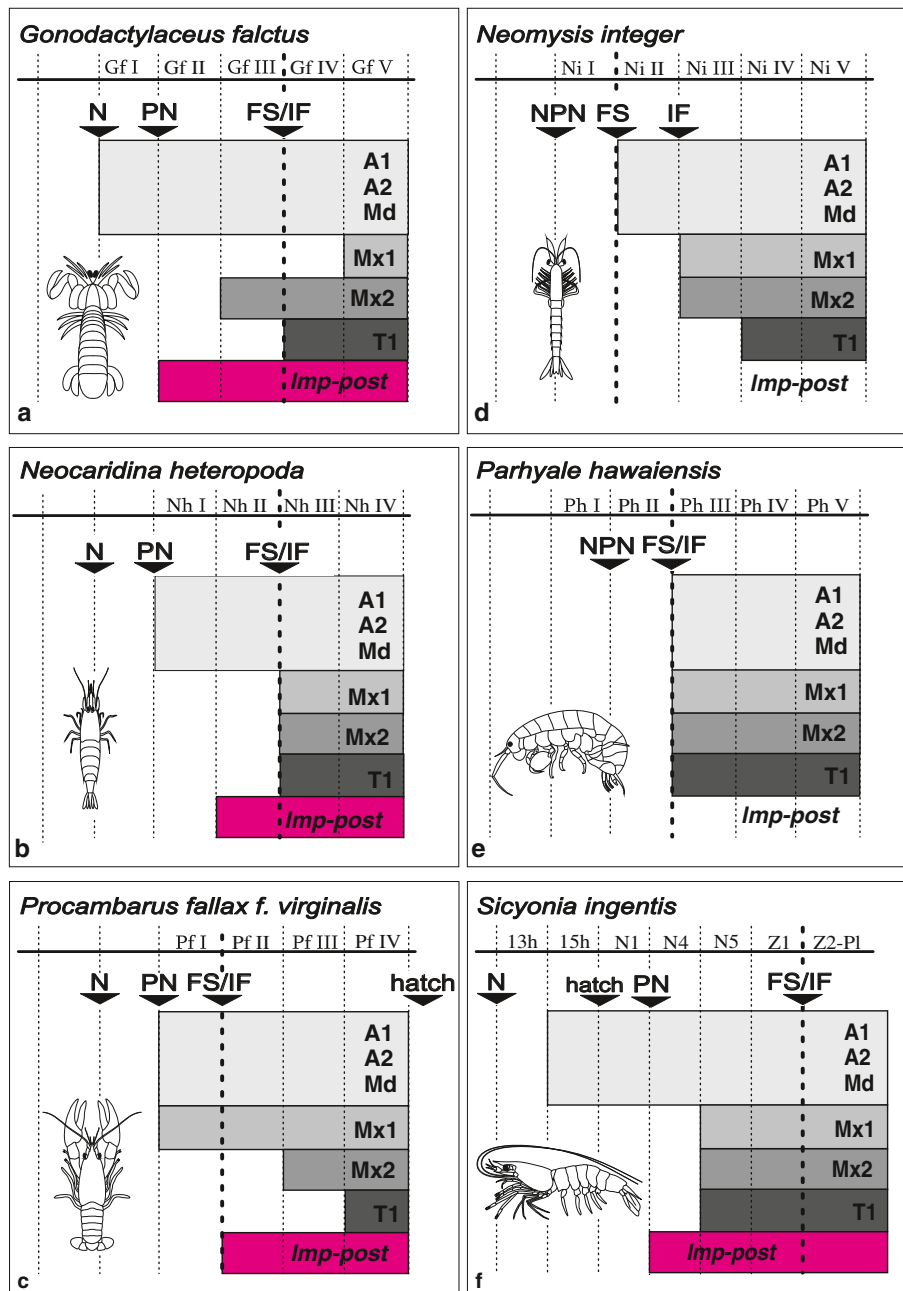 Gonodactylaceus falctus
Gf I Gf II Gf III Gf IV Gf V
N PN FS/IF
A1
A2
Md
Mx1
Mx2
T1
Imp-post
a
Neomysis integer
Ni I Ni II Ni III Ni IV Ni V
NPN FS IF
A1
A2
Md
Mx1
Mx2
T1
Imp-post
d
Neocaridina heteropoda
Nh I Nh II Nh III Nh IV
N PN FS/IF
A1
A2
Md
Mx1
Mx2
T1
Imp-post
b
Parhyale hawaiensis
Ph I Ph II Ph III Ph IV Ph V
NPN FS/IF
A1
A2
Md
Mx1
Mx2
T1
Imp-post
e
Procambarus fallax f. virginalis
Pf I Pf II Pf III Pf IV
N PN FS/IF hatch
A1
A2
Md
Mx1
Mx2
T1
Imp-post
c
Sicyonia ingentis
13h 15h N1 N4 N5 Z1 Z2-Pl
N hatch PN FS/IF
A1
A2
Md
Mx1
Mx2
T1
Imp-post
f